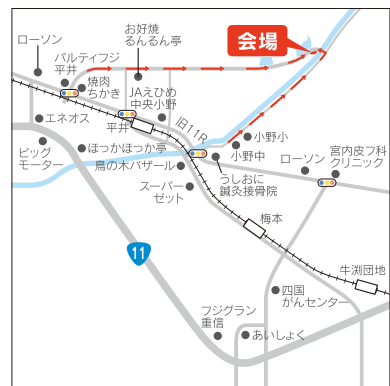 ローソン
パルティフジ
平井
焼肉
ちかき
お好焼
るんるん亭
JAえひめ
中央小野
会場
エネオス
平井
旧11R
ビッグ
モーター
ほっかほっか亭
鳥の木バザール
スーパー
セット
小野小
小野中
うしおに
鍼灸接骨院
ローソン
宮内皮フ科
クリニック
梅本
11
牛渕団地
四国
がんセンター
フジグラン
重信
あいしょく